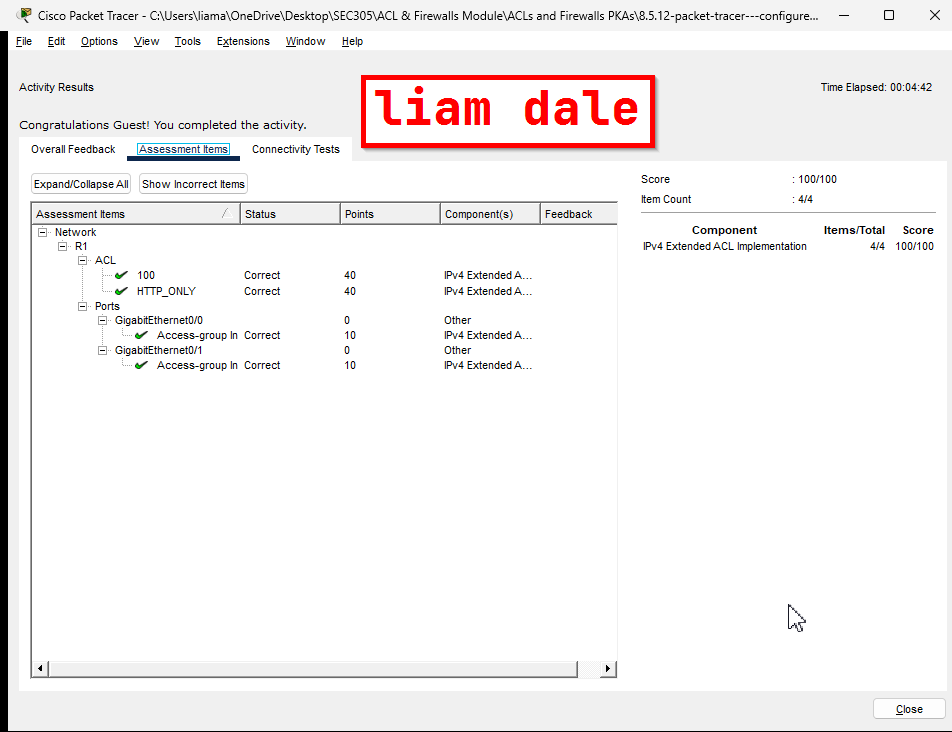 Cisco Packet Tracer - C:\Users\liama\OneDrive\Desktop\SEC305\ACL & Firewalls Module\ACLs and Firewalls PKAs\8.5.12-packet-tracer---configure...
File Edit Options View Tools Extensions Window Help
Activity Results
Time Elapsed: 00:04:42
liam dale
Congratulations Guest! You completed the activity.
Overall Feedback Assessment Items Connectivity Tests
Expand/Collapse All Show Incorrect Items
Assessment Items Status Points Component(s) Feedback
Network
R1
ACL
100 Correct 40 IPv4 Extended A...
HTTP_ONLY Correct 40 IPv4 Extended A...
Ports
GigabitEthernet0/0 0 Other
Access-group In Correct 10 IPv4 Extended A...
GigabitEthernet0/1 0 Other
Access-group In Correct 10 IPv4 Extended A...
Score : 100/100
Item Count : 4/4
Component Items/Total Score
IPv4 Extended ACL Implementation 4/4 100/100
Close